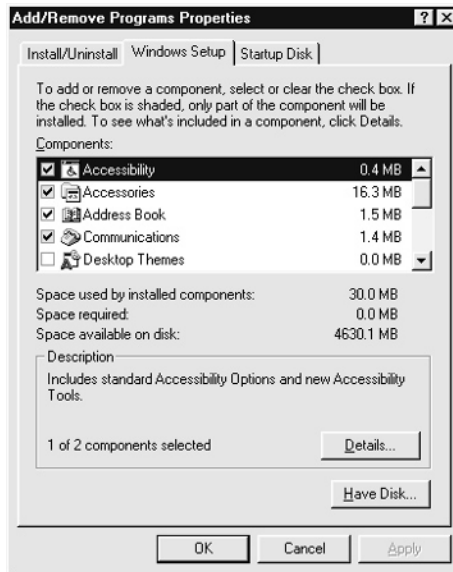 Add/Remove Programs Properties
Install/Uninstall Windows Setup Startup Disk
To add or remove a component, select or clear the check box. If
the check box is shaded, only part of the component will be
installed. To see what's included in a component, click Details.
Components:
Accessibility 0.4 MB
Accessories 16.3 MB
Address Book 1.5 MB
Communications 1.4 MB
Desktop Themes 0.0 MB
Space used by installed components: 30.0 MB
Space required: 0.0 MB
Space available on disk: 4630.1 MB
Description
Includes standard Accessibility Options and new Accessibility
Tools.
1 of 2 components selected Details...
Have Disk...
OK Cancel Apply